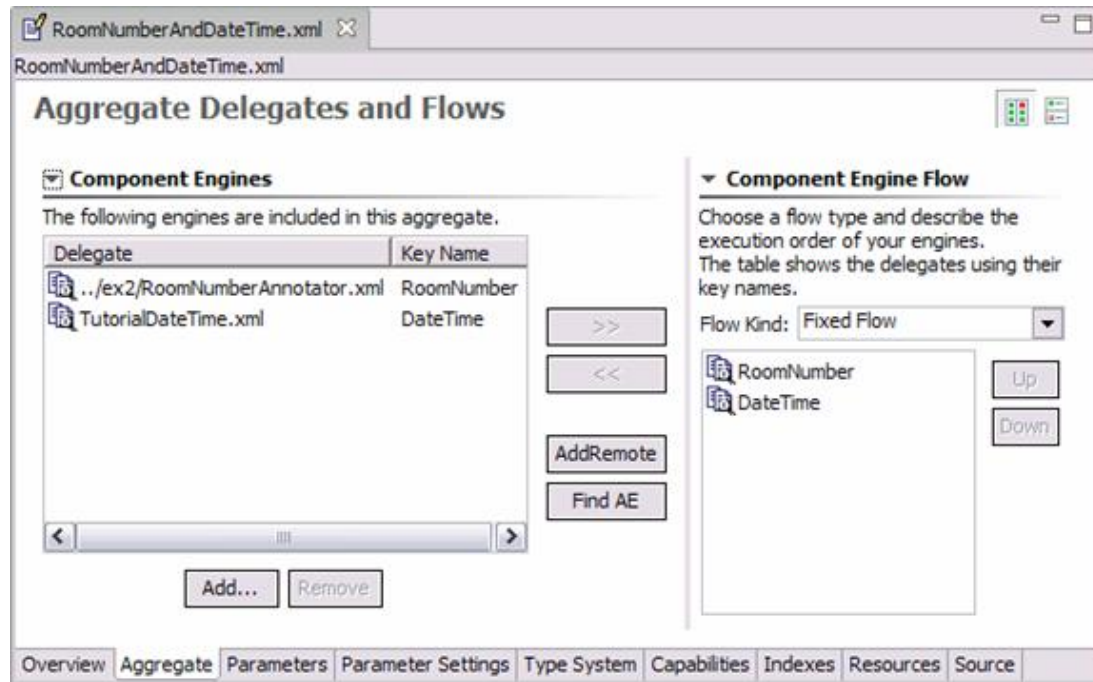 RoomNumberAndDateTime.xml
RoomNumberAndDateTime.xml
Aggregate Delegates and Flows
Component Engines
The following engines are included in this aggregate.
Delegate Key Name
../ex2/RoomNumberAnnotator.xml RoomNumber
TutorialDateTime.xml DateTime
>>
<<
AddRemote
Find AE
Add... Remove
Component Engine Flow
Choose a flow type and describe the
execution order of your engines.
The table shows the delegates using their
key names.
Flow Kind: Fixed Flow
RoomNumber
DateTime
Up
Down
Overview Aggregate Parameters Parameter Settings Type System Capabilities Indexes Resources Source